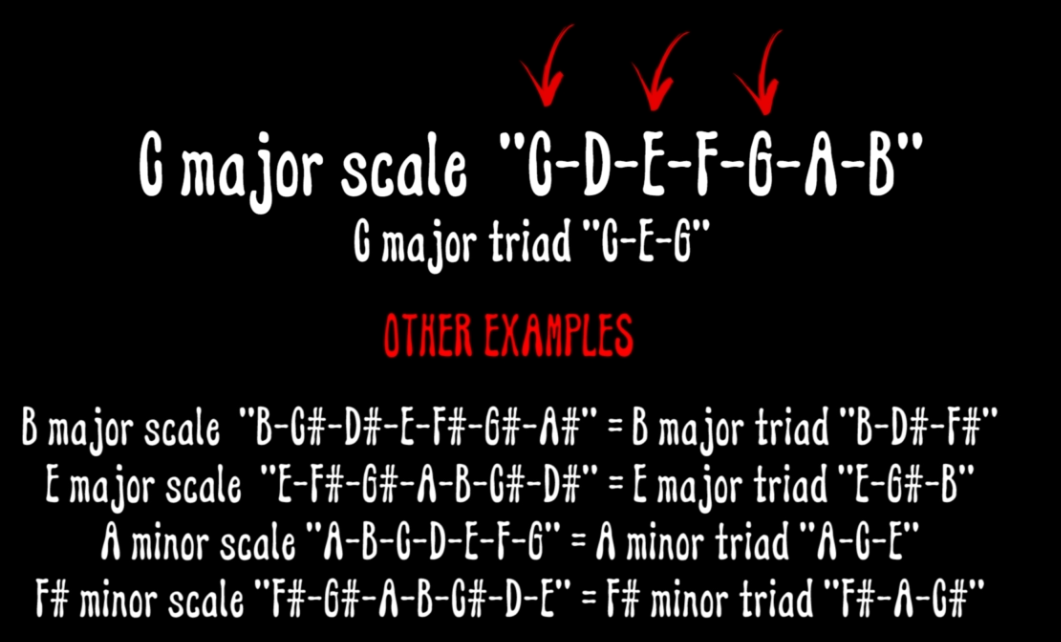 C major scale "C-D-E-F-G-A-B"
C major triad "C-E-G"
OTHER EXAMPLES
B major scale "B-C#-D#-E-F#-G#-A#" = B major triad "B-D#-F#"
E major scale "E-F#-G#-A-B-C#-D#" = E major triad "E-G#-B"
A minor scale "A-B-C-D-E-F-G" = A minor triad "A-C-E"
F# minor scale "F#-G#-A-B-C#-D-E" = F# minor triad "F#-A-C#"